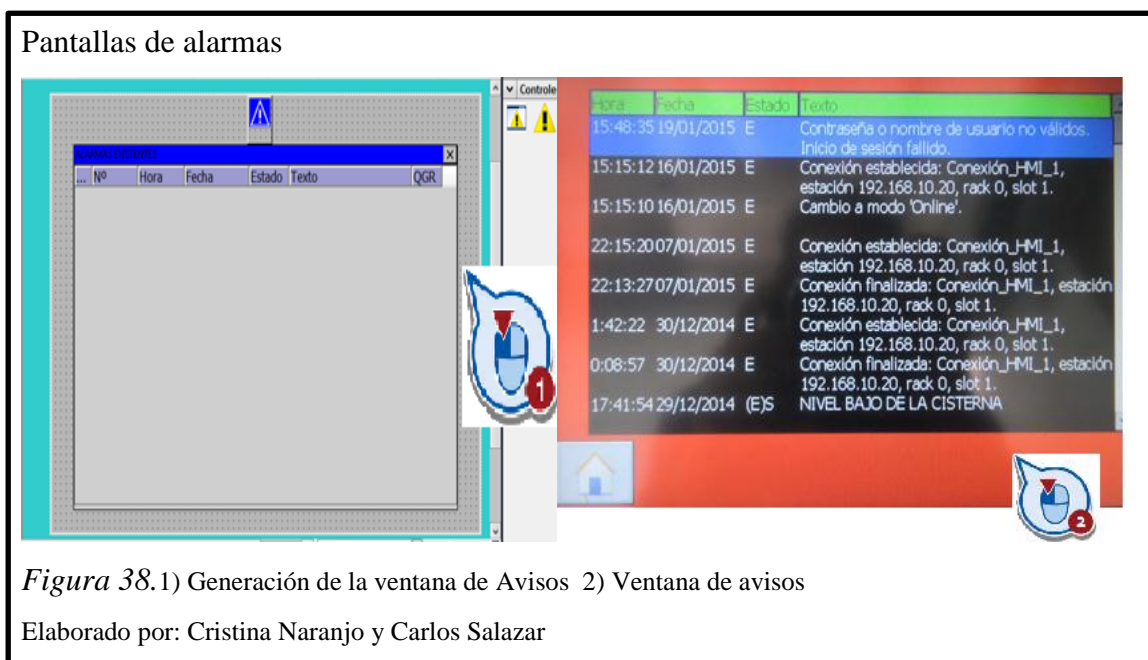 Pantallas de alarmas
Controle
ALARMAS EXISTENTES
... Nº Hora Fecha Estado Texto QGR
1
Hora Fecha Estado Texto
15:48:35 19/01/2015 E Contraseña o nombre de usuario no válidos.
Inicio de sesión fallido.
15:15:12 16/01/2015 E Conexión establecida: Conexión_HMI_1,
estación 192.168.10.20, rack 0, slot 1.
15:15:10 16/01/2015 E Cambio a modo 'Online'.
22:15:20 07/01/2015 E Conexión establecida: Conexión_HMI_1,
estación 192.168.10.20, rack 0, slot 1.
22:13:27 07/01/2015 E Conexión finalizada: Conexión_HMI_1, estación
192.168.10.20, rack 0, slot 1.
1:42:22 30/12/2014 E Conexión establecida: Conexión_HMI_1,
estación 192.168.10.20, rack 0, slot 1.
0:08:57 30/12/2014 E Conexión finalizada: Conexión_HMI_1, estación
192.168.10.20, rack 0, slot 1.
17:41:54 29/12/2014 (E)S NIVEL BAJO DE LA CISTERNA
2
Figura 38.1) Generación de la ventana de Avisos 2) Ventana de avisos
Elaborado por: Cristina Naranjo y Carlos Salazar